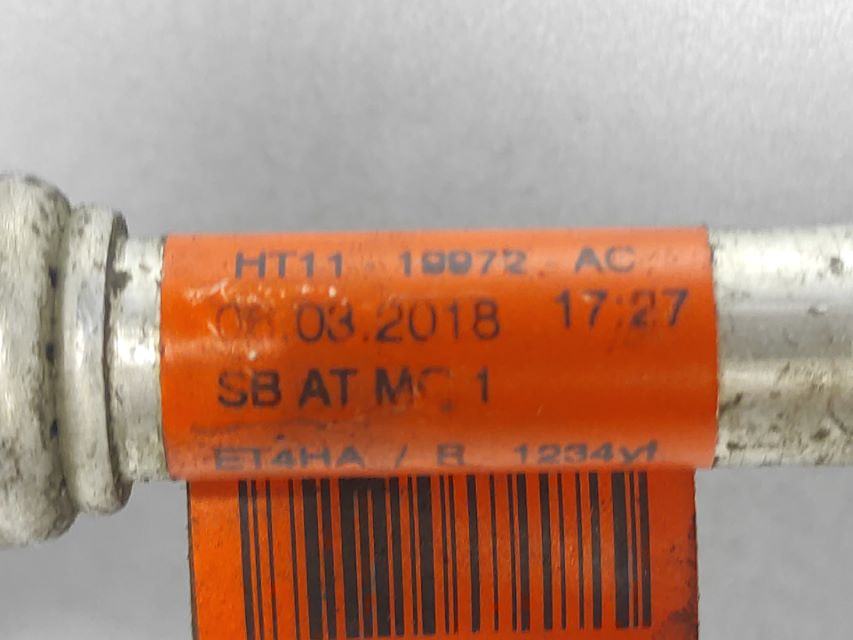 HT11 - 19972 - AC
08.03.2018 17:27
SB AT MC 1
ET4HA / R 1234yf